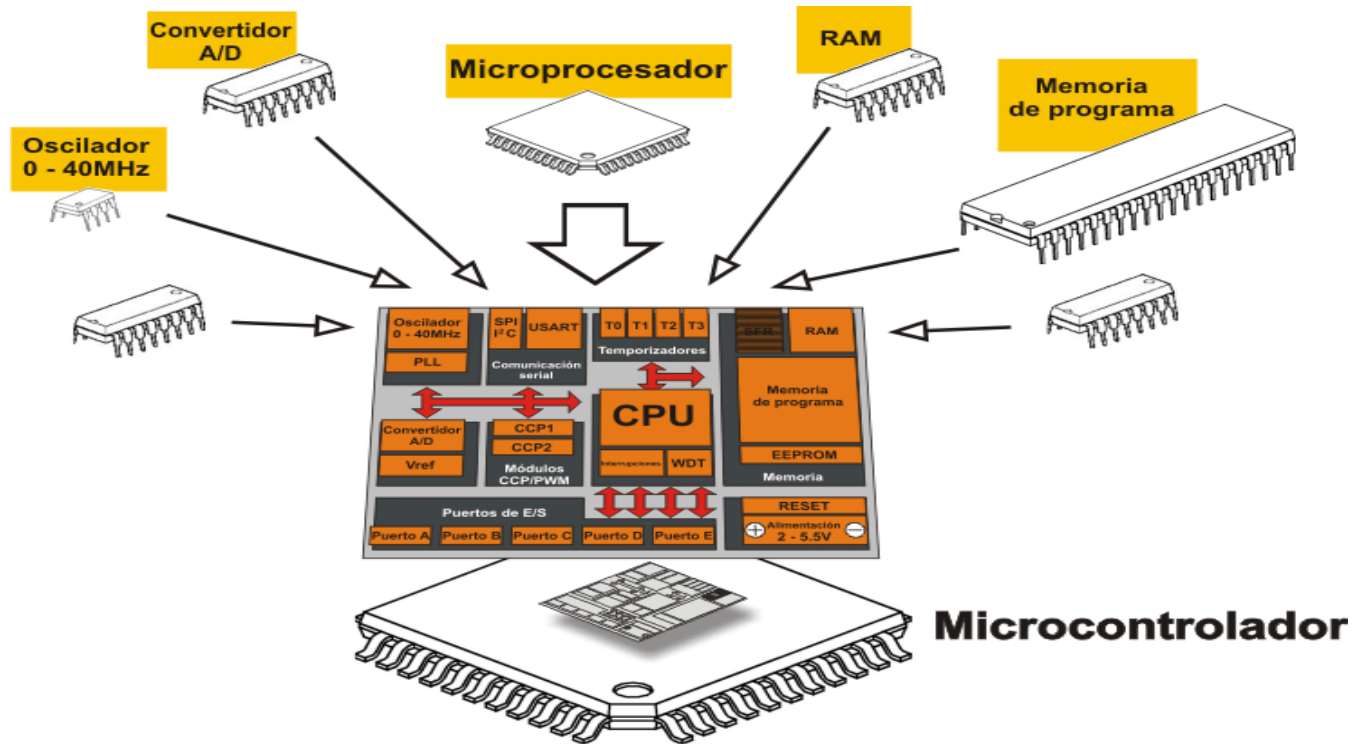 Convertidor
A/D
Microprocesador
RAM
Memoria
de programa
Oscilador
0 - 40MHz
Oscilador
0 - 40MHz
PLL
SPI
I²C
USART
Comunicación
serial
T0 T1 T2 T3
Temporizadores
SFR
RAM
Memoria
de programa
EEPROM
Memoria
Convertidor
A/D
Vref
CCP1
CCP2
Módulos
CCP/PWM
CPU
Interrupciones
WDT
Puertos de E/S
Puerto A Puerto B Puerto C Puerto D Puerto E
RESET
+ Alimentación −
2 - 5.5V
Microcontrolador